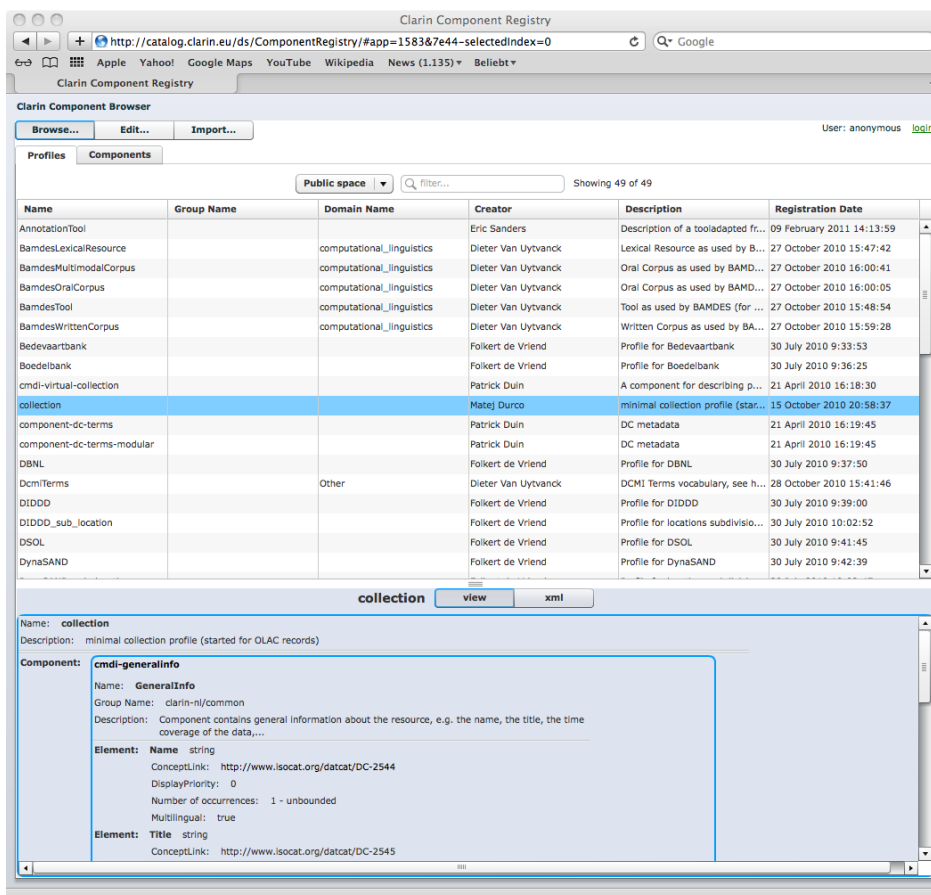 Clarin Component Registry
http://catalog.clarin.eu/ds/ComponentRegistry/#app=1583&7e44-selectedIndex=0 Google
Apple Yahoo! Google Maps YouTube Wikipedia News (1.135) Beliebt
Clarin Component Registry
Clarin Component Browser
Browse... Edit... Import... User: anonymous login
Profiles Components
Public space filter... Showing 49 of 49
Name Group Name Domain Name Creator Description Registration Date
AnnotationTool Eric Sanders Description of a tooladapted fr... 09 February 2011 14:13:59
BamdesLexicalResource computational_linguistics Dieter Van Uytvanck Lexical Resource as used by B... 27 October 2010 15:47:42
BamdesMultimodalCorpus computational_linguistics Dieter Van Uytvanck Oral Corpus as used by BAMD... 27 October 2010 16:00:41
BamdesOralCorpus computational_linguistics Dieter Van Uytvanck Oral Corpus as used by BAMD... 27 October 2010 16:00:05
BamdesTool computational_linguistics Dieter Van Uytvanck Tool as used by BAMDES (for ... 27 October 2010 15:48:54
BamdesWrittenCorpus computational_linguistics Dieter Van Uytvanck Written Corpus as used by BA... 27 October 2010 15:59:28
Bedevaartbank Folkert de Vriend Profile for Bedevaartbank 30 July 2010 9:33:53
Boedelbank Folkert de Vriend Profile for Boedelbank 30 July 2010 9:36:25
cmdi-virtual-collection Patrick Duin A component for describing p... 21 April 2010 16:18:30
collection Matej Durco minimal collection profile (star... 15 October 2010 20:58:37
component-dc-terms Patrick Duin DC metadata 21 April 2010 16:19:45
component-dc-terms-modular Patrick Duin DC metadata 21 April 2010 16:19:45
DBNL Folkert de Vriend Profile for DBNL 30 July 2010 9:37:50
DcmiTerms Other Dieter Van Uytvanck DCMI Terms vocabulary, see h... 28 October 2010 15:41:46
DIDDD Folkert de Vriend Profile for DIDDD 30 July 2010 9:39:00
DIDDD_sub_location Folkert de Vriend Profile for locations subdivisio... 30 July 2010 10:02:52
DSOL Folkert de Vriend Profile for DSOL 30 July 2010 9:41:45
DynaSAND Folkert de Vriend Profile for DynaSAND 30 July 2010 9:42:39
collection view xml
Name: collection
Description: minimal collection profile (started for OLAC records)
Component: cmdi-generalinfo
Name: GeneralInfo
Group Name: clarin-nl/common
Description: Component contains general information about the resource, e.g. the name, the title, the time
coverage of the data,...
Element: Name string
ConceptLink: http://www.isocat.org/datcat/DC-2544
DisplayPriority: 0
Number of occurrences: 1 - unbounded
Multilingual: true
Element: Title string
ConceptLink: http://www.isocat.org/datcat/DC-2545